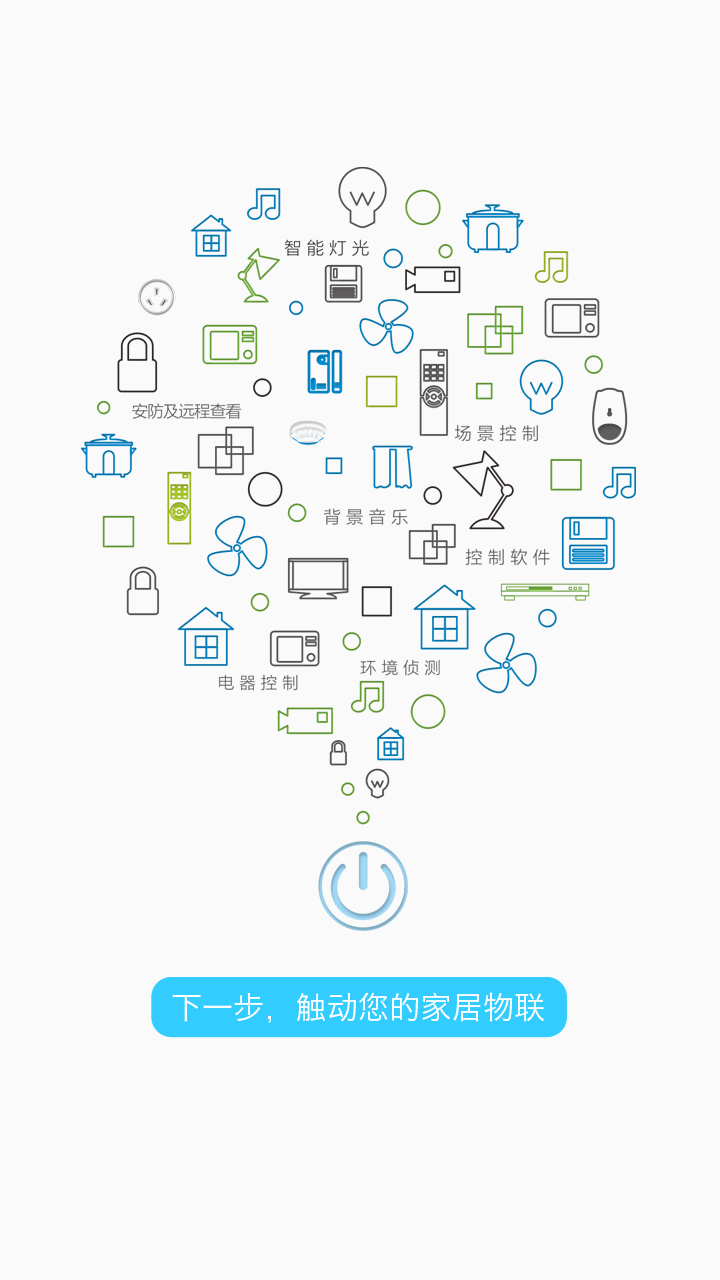 智能灯光
安防及远程查看
场景控制
背景音乐
控制软件
环境侦测
电器控制
下一步，触动您的家居物联